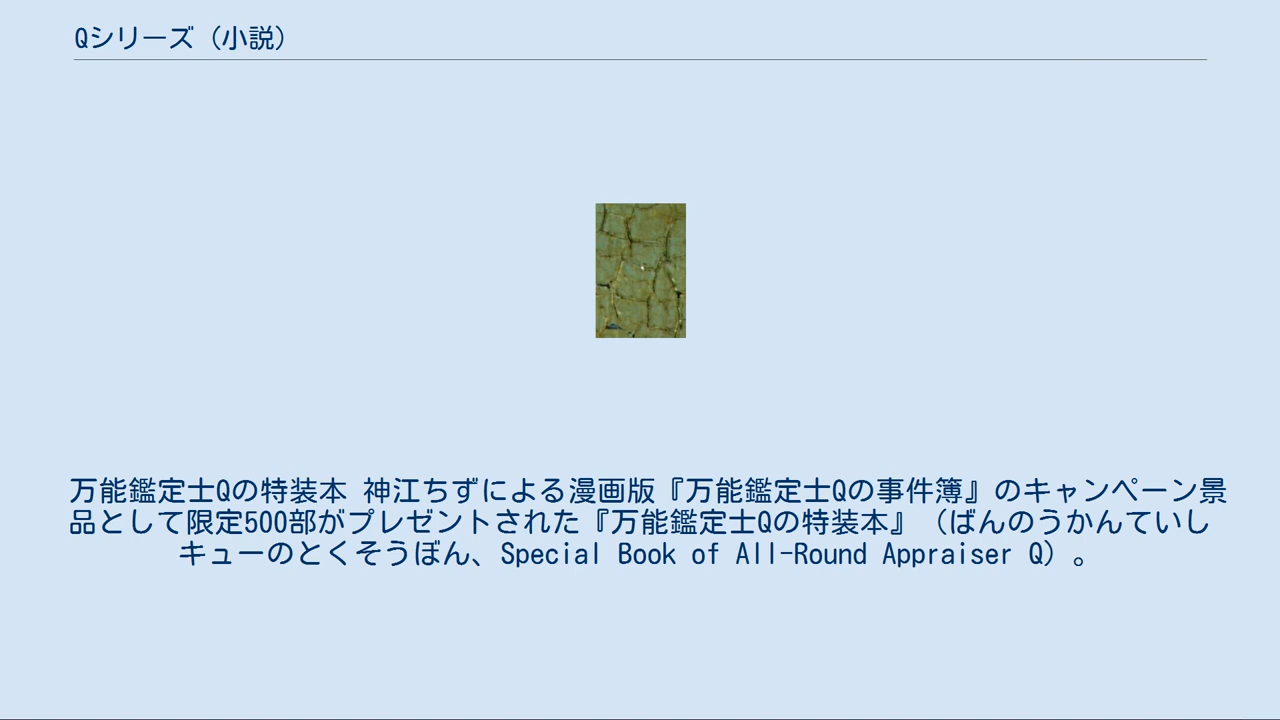 Qシリーズ（小説）
万能鑑定士Qの特装本 神江ちずによる漫画版『万能鑑定士Qの事件簿』のキャンペーン景
品として限定500部がプレゼントされた『万能鑑定士Qの特装本』（ばんのうかんていし
キューのとくそうぼん、Special Book of All-Round Appraiser Q）。